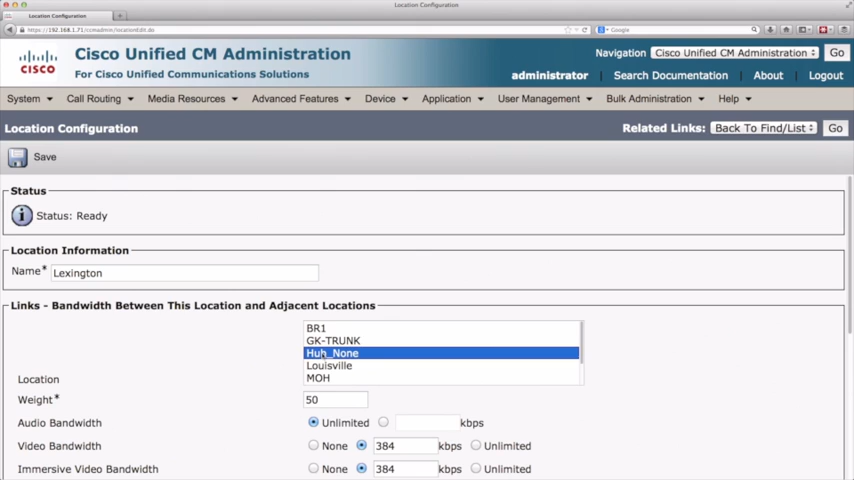 Location Configuration
Location Configuration
https://192.168.1.71/ccmadmin/locationEdit.do
Google
Cisco Unified CM Administration
Navigation Cisco Unified CM Administration Go
CISCO For Cisco Unified Communications Solutions
administrator Search Documentation About Logout
System Call Routing Media Resources Advanced Features Device Application User Management Bulk Administration Help
Location Configuration
Related Links: Back To Find/List Go
Save
Status
Status: Ready
Location Information
Name* Lexington
Links - Bandwidth Between This Location and Adjacent Locations
BR1
GK-TRUNK
Hub_None
Louisville
MOH
Location
Weight* 50
Audio Bandwidth Unlimited kbps
Video Bandwidth None 384 kbps Unlimited
Immersive Video Bandwidth None 384 kbps Unlimited